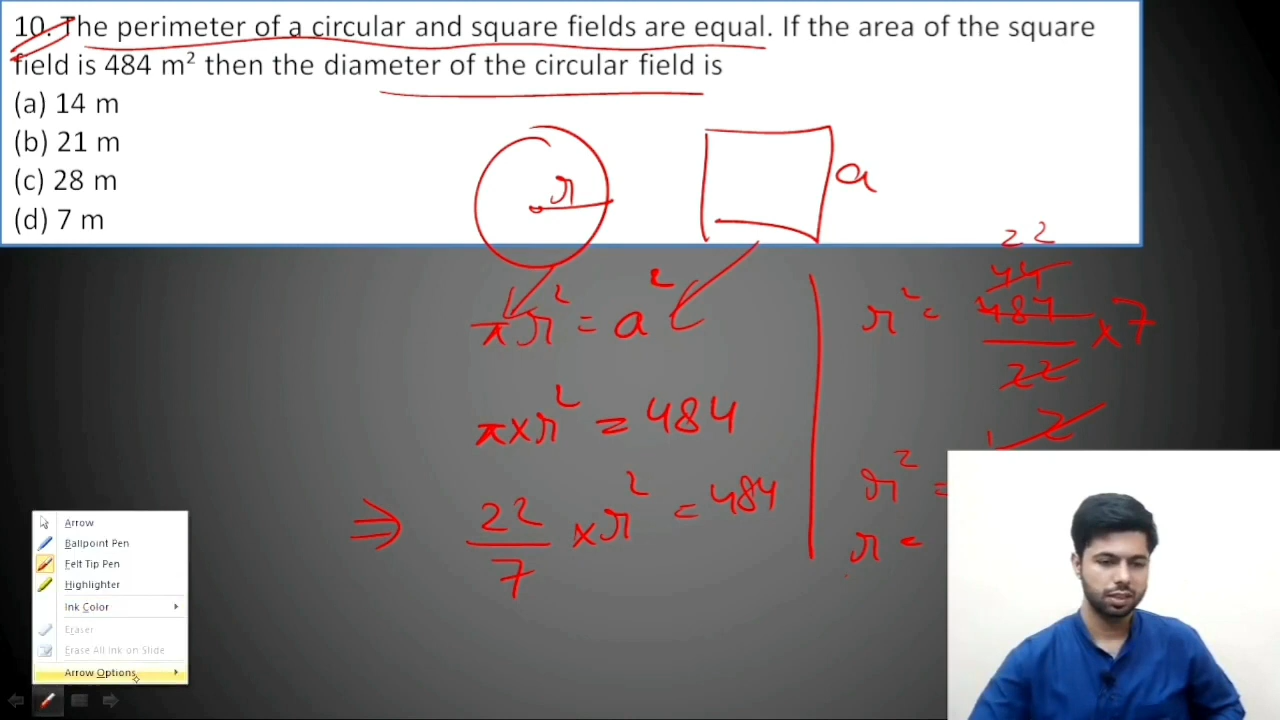 10. The perimeter of a circular and square fields are equal. If the area of the square
field is 484 m² then the diameter of the circular field is
(a) 14 m
(b) 21 m
(c) 28 m
(d) 7 m
r
a
πr² = a²
π×r² = 484
⇒ 22/7 ×r² = 484
22
44
r² = 484/22 ×7
2
r² =
r =
Arrow
Ballpoint Pen
Felt Tip Pen
Highlighter
Ink Color
Eraser
Erase All Ink on Slide
Arrow Options